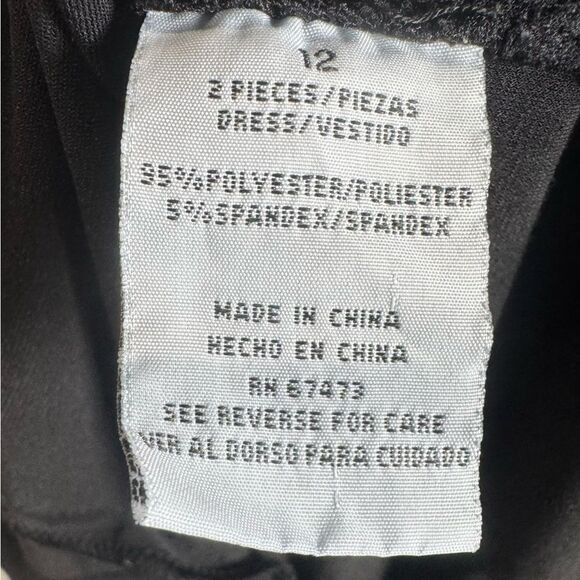 12
2 PIECES/PIEZAS
DRESS/VESTIDO
95%POLYESTER/POLIESTER
5%SPANDEX/SPANDEX
MADE IN CHINA
HECHO EN CHINA
RN 67473
SEE REVERSE FOR CARE
VER AL DORSO PARA CUIDADO